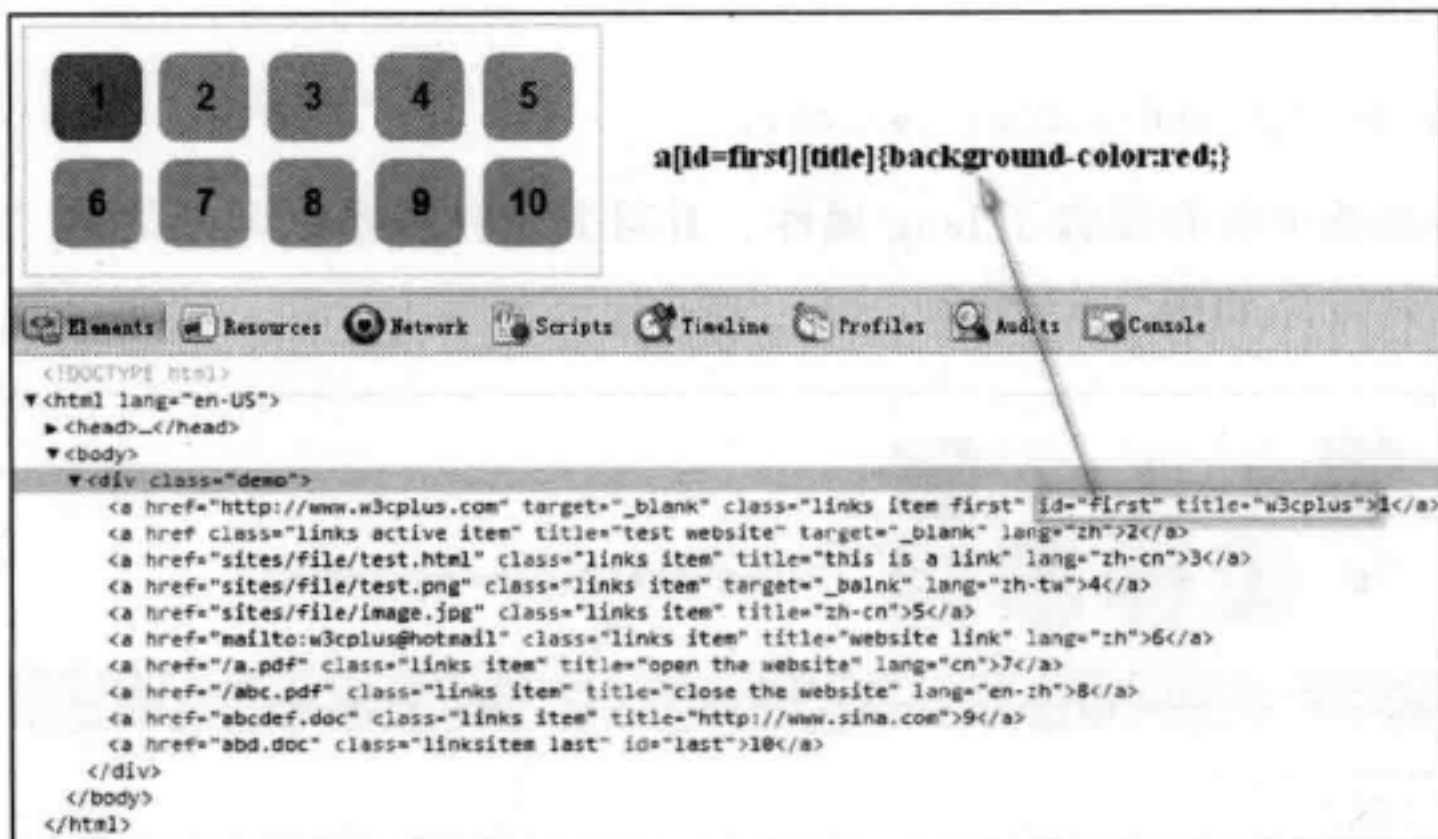 1 2 3 4 5
6 7 8 9 10
a[id=first][title]{background-color:red;}
Elements Resources Network Scripts Timeline Profiles Audits Console
<!DOCTYPE html>
▼<html lang="en-US">
▶<head>…</head>
▼<body>
▼<div class="demo">
<a href="http://www.w3cplus.com" target="_blank" class="links item first" id="first" title="w3cplus">1</a>
<a href class="links active item" title="test website" target="_blank" lang="zh">2</a>
<a href="sites/file/test.html" class="links item" title="this is a link" lang="zh-cn">3</a>
<a href="sites/file/test.png" class="links item" target="_balnk" lang="zh-tw">4</a>
<a href="sites/file/image.jpg" class="links item" title="zh-cn">5</a>
<a href="mailto:w3cplus@hotmail" class="links item" title="website link" lang="zh">6</a>
<a href="/a.pdf" class="links item" title="open the website" lang="cn">7</a>
<a href="/abc.pdf" class="links item" title="close the website" lang="en-zh">8</a>
<a href="abcdef.doc" class="links item" title="http://www.sina.com">9</a>
<a href="abd.doc" class="linksitem last" id="last">10</a>
</div>
</body>
</html>